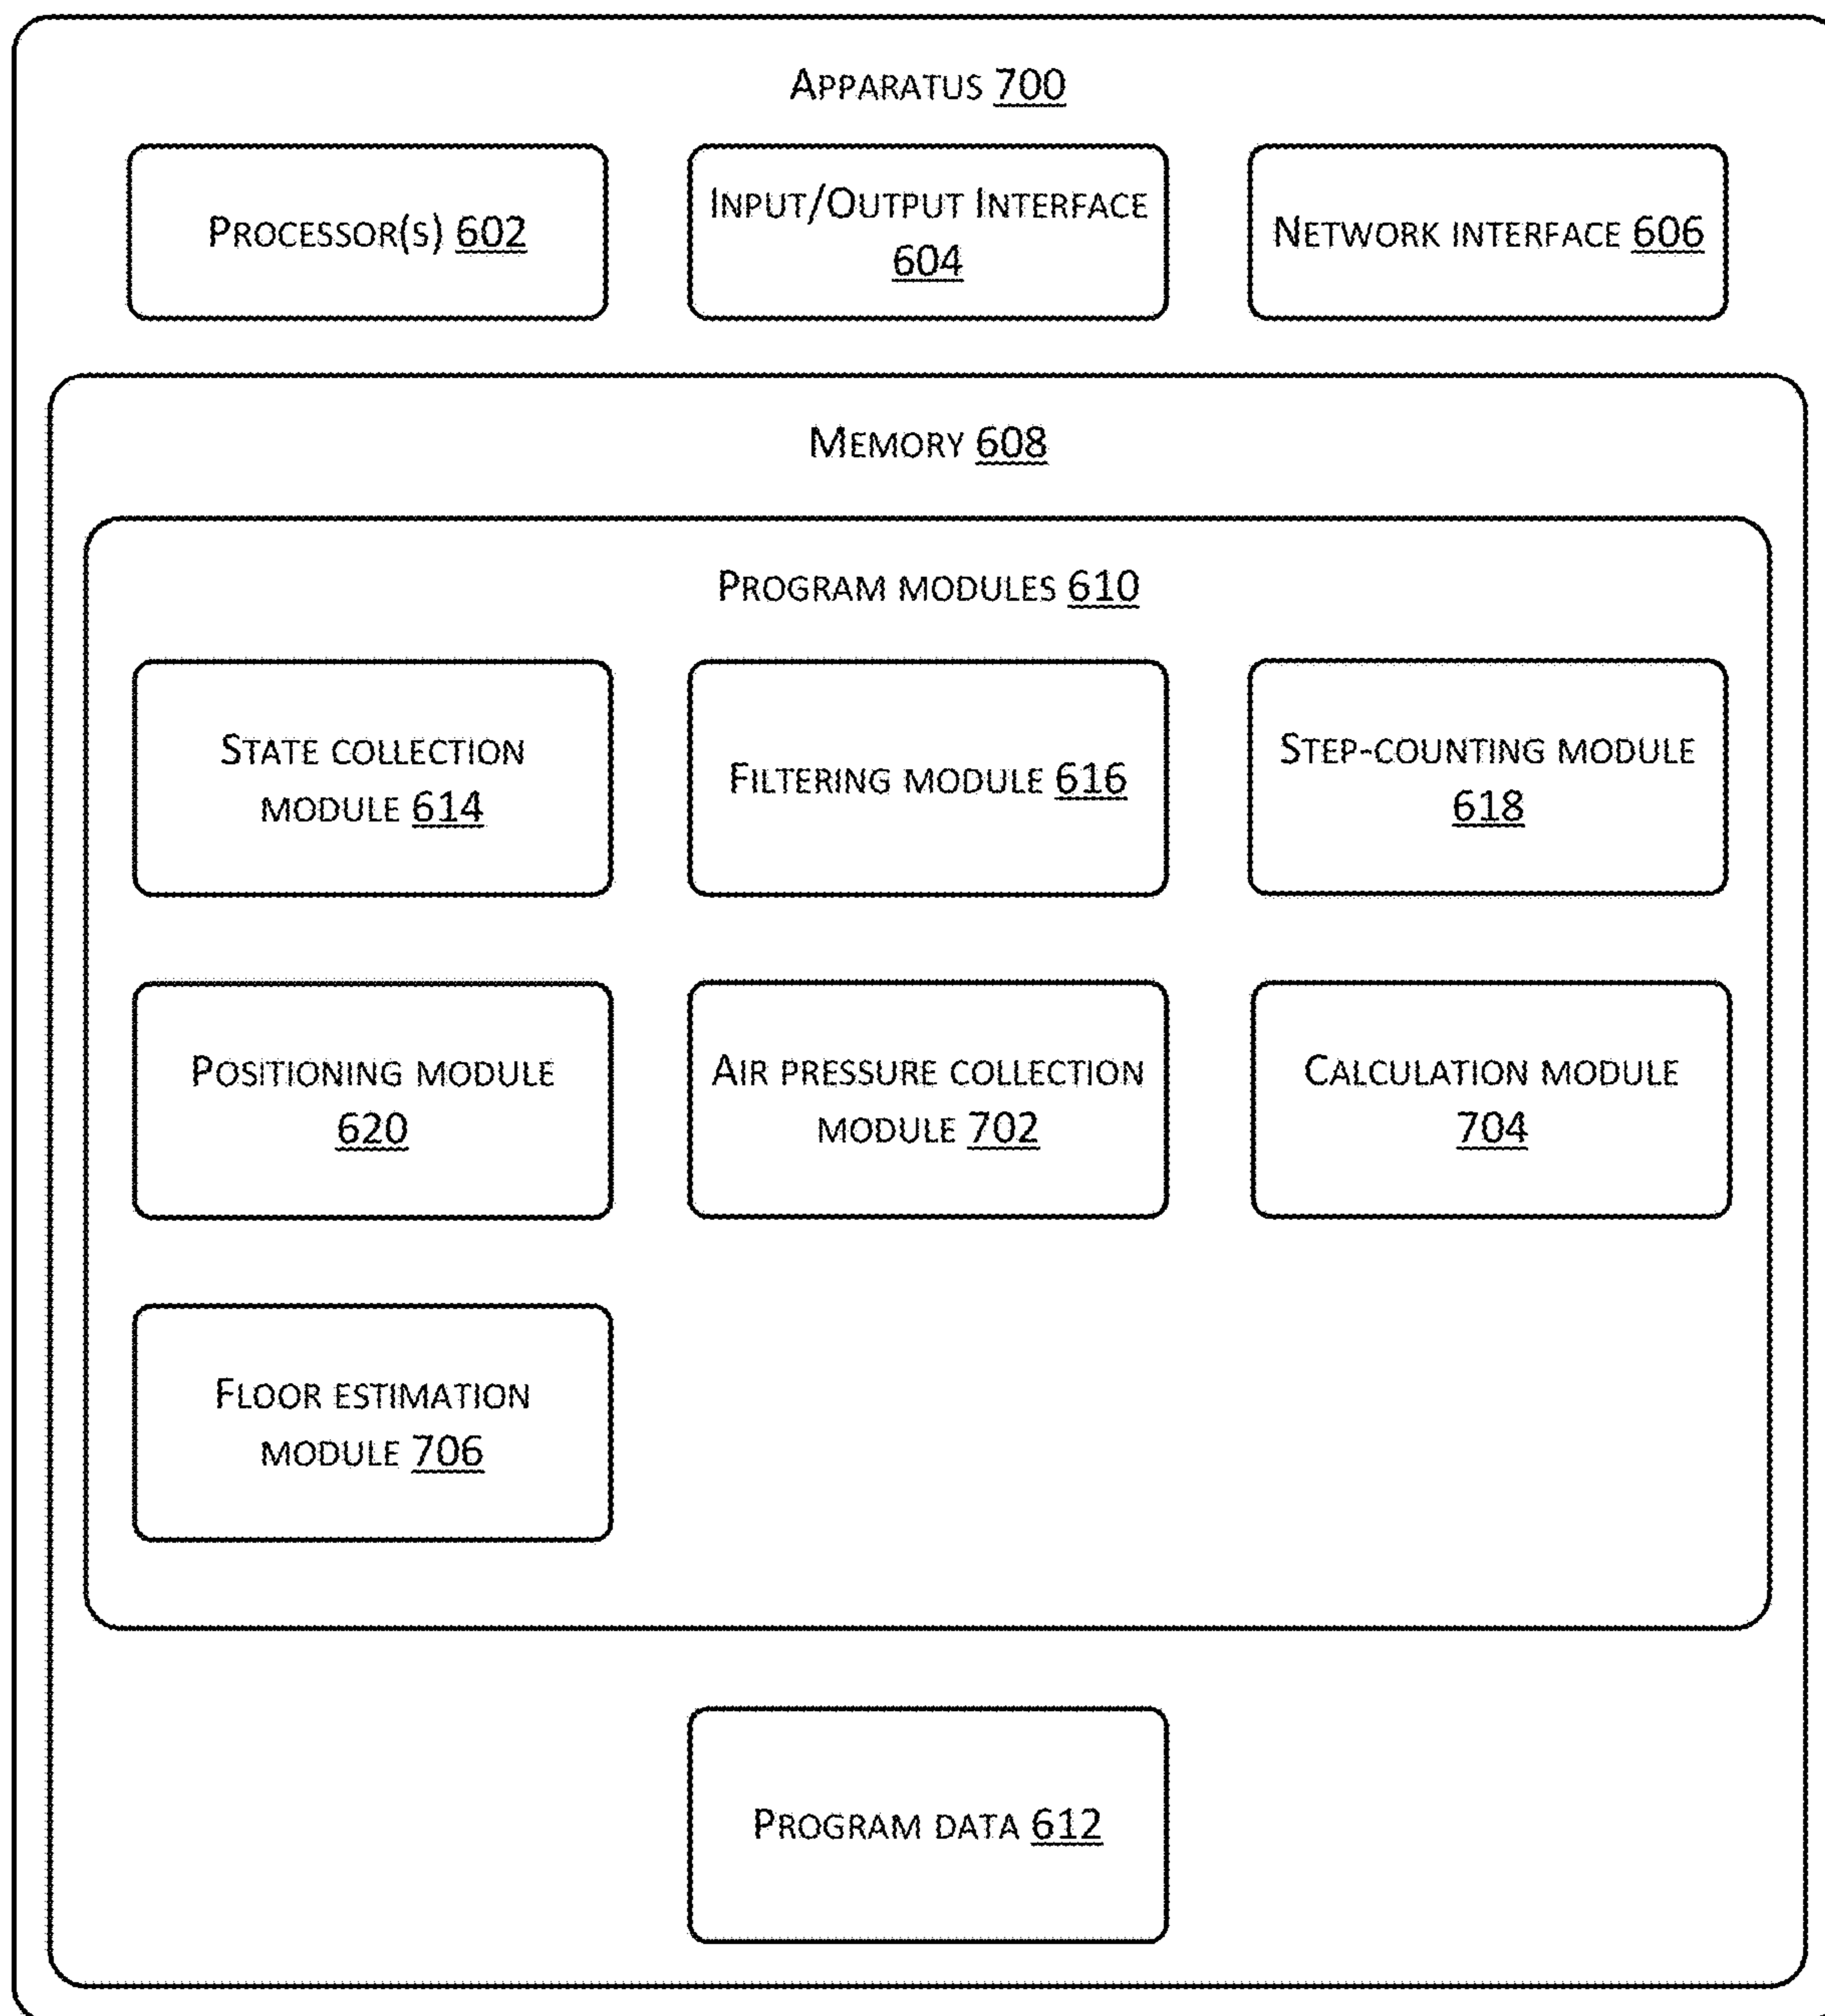 APPARATUS 700
PROCESSOR(S) 602
INPUT/OUTPUT INTERFACE
604
NETWORK INTERFACE 606
MEMORY 608
PROGRAM MODULES 610
STATE COLLECTION
MODULE 614
FILTERING MODULE 616
STEP-COUNTING MODULE
618
POSITIONING MODULE
620
AIR PRESSURE COLLECTION
MODULE 702
CALCULATION MODULE
704
FLOOR ESTIMATION
MODULE 706
PROGRAM DATA 612